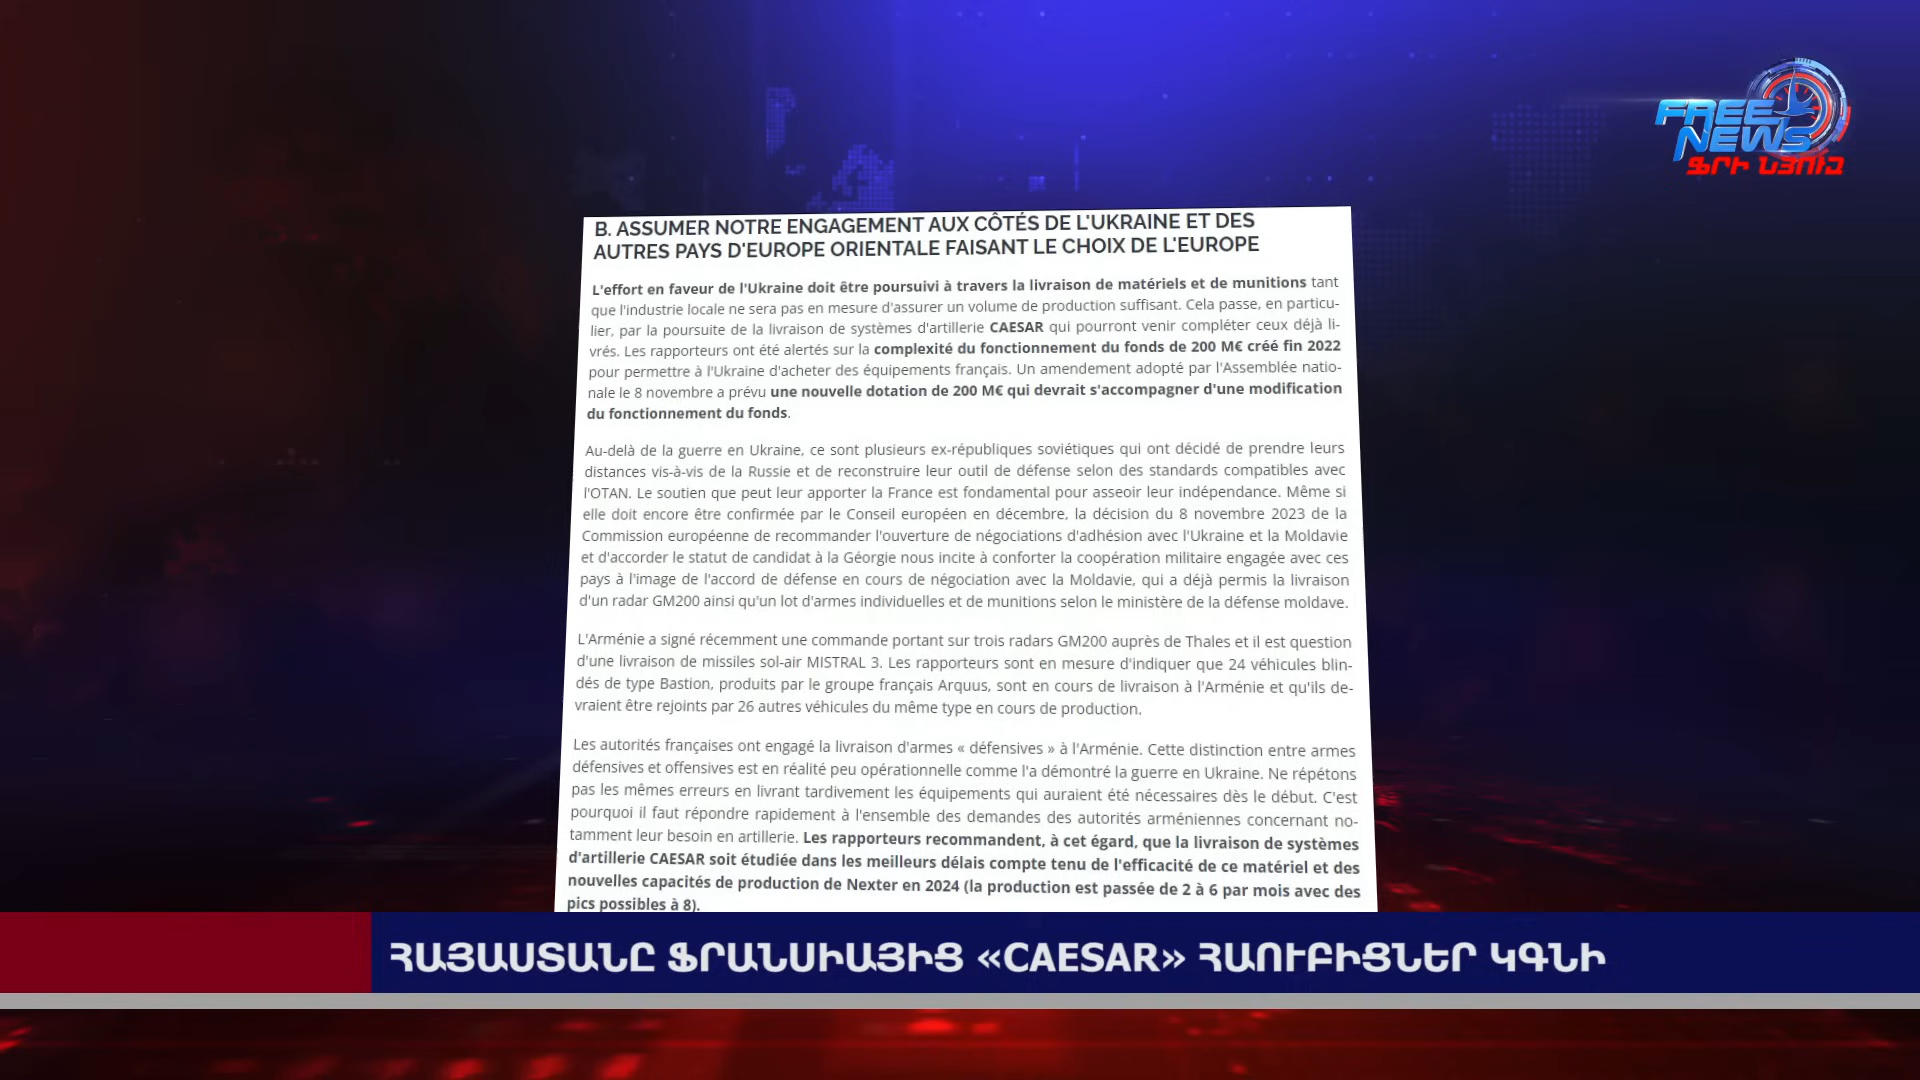 FREE
NEWS
ՖՐԻ ՆՅՈՒԶ
B. ASSUMER NOTRE ENGAGEMENT AUX CÔTÉS DE L'UKRAINE ET DES
AUTRES PAYS D'EUROPE ORIENTALE FAISANT LE CHOIX DE L'EUROPE
L'effort en faveur de l'Ukraine doit être poursuivi à travers la livraison de matériels et de munitions tant
que l'industrie locale ne sera pas en mesure d'assurer un volume de production suffisant. Cela passe, en particu-
lier, par la poursuite de la livraison de systèmes d'artillerie CAESAR qui pourront venir compléter ceux déjà li-
vrés. Les rapporteurs ont été alertés sur la complexité du fonctionnement du fonds de 200 M€ créé fin 2022
pour permettre à l'Ukraine d'acheter des équipements français. Un amendement adopté par l'Assemblée natio-
nale le 8 novembre a prévu une nouvelle dotation de 200 M€ qui devrait s'accompagner d'une modification
du fonctionnement du fonds.
Au-delà de la guerre en Ukraine, ce sont plusieurs ex-républiques soviétiques qui ont décidé de prendre leurs
distances vis-à-vis de la Russie et de reconstruire leur outil de défense selon des standards compatibles avec
l'OTAN. Le soutien que peut leur apporter la France est fondamental pour asseoir leur indépendance. Même si
elle doit encore être confirmée par le Conseil européen en décembre, la décision du 8 novembre 2023 de la
Commission européenne de recommander l'ouverture de négociations d'adhésion avec l'Ukraine et la Moldavie
et d'accorder le statut de candidat à la Géorgie nous incite à conforter la coopération militaire engagée avec ces
pays à l'image de l'accord de défense en cours de négociation avec la Moldavie, qui a déjà permis la livraison
d'un radar GM200 ainsi qu'un lot d'armes individuelles et de munitions selon le ministère de la défense moldave.
L'Arménie a signé récemment une commande portant sur trois radars GM200 auprès de Thales et il est question
d'une livraison de missiles sol-air MISTRAL 3. Les rapporteurs sont en mesure d'indiquer que 24 véhicules blin-
dés de type Bastion, produits par le groupe français Arquus, sont en cours de livraison à l'Arménie et qu'ils de-
vraient être rejoints par 26 autres véhicules du même type en cours de production.
Les autorités françaises ont engagé la livraison d'armes « défensives » à l'Arménie. Cette distinction entre armes
défensives et offensives est en réalité peu opérationnelle comme l'a démontré la guerre en Ukraine. Ne répétons
pas les mêmes erreurs en livrant tardivement les équipements qui auraient été nécessaires dès le début. C'est
pourquoi il faut répondre rapidement à l'ensemble des demandes des autorités arméniennes concernant no-
tamment leur besoin en artillerie. Les rapporteurs recommandent, à cet égard, que la livraison de systèmes
d'artillerie CAESAR soit étudiée dans les meilleurs délais compte tenu de l'efficacité de ce matériel et des
nouvelles capacités de production de Nexter en 2024 (la production est passée de 2 à 6 par mois avec des
pics possibles à 8).
ՀԱՅԱՍՏԱՆԸ ՖՐԱՆՍԻԱՅԻՑ «CAESAR» ՀԱՈՒԲԻՑՆԵՐ ԿԳՆԻ